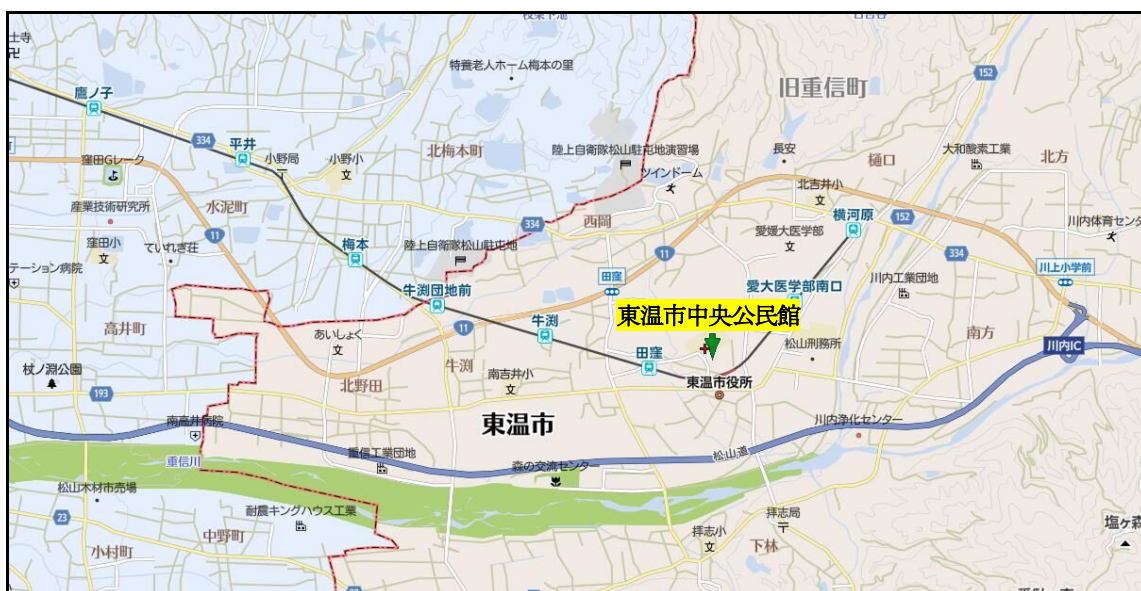 士寺
旧重信町
特養老人ホーム梅本の里
152
鷹ノ子
334
平井
小野局
小野小
北梅本町
陸上自衛隊松山駐屯地演習場
ツインドーム
長安
樋口
大和酸素工業
北方
窪田Gレーク
産業技術研究所
水泥町
北吉井小
横河原
152
334
西岡
愛媛大医学部
川内体育センタ
11
窪田小
ていれぎ荘
梅本
陸上自衛隊松山駐屯地
11
334
テーション病院
田窪
愛大医学部南口
川内工業団地
川上小学前
牛渕団地前
東温市中央公民館
高井町
あいしょく
11
牛渕
松山刑務所
南方
川内IC
杖ノ淵公園
北野田
牛渕
南吉井小
田窪
東温市役所
193
南高井病院
東温市
川内浄化センター
重信川
重信工業団地
森の交流センター
松山道
松山木材市売場
23
中野町
耐震キングハウス工業
拝志局
拝志小
下林
塩ケ森
小村町